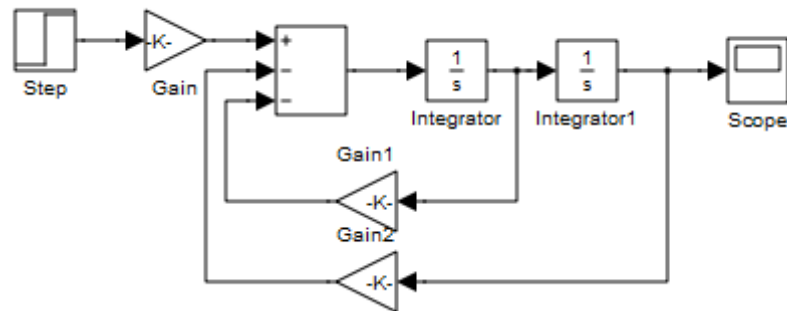 -K-
+
−
−
1
s
1
s
Step
Gain
Integrator
Integrator1
Scope
Gain1
-K-
Gain2
-K-